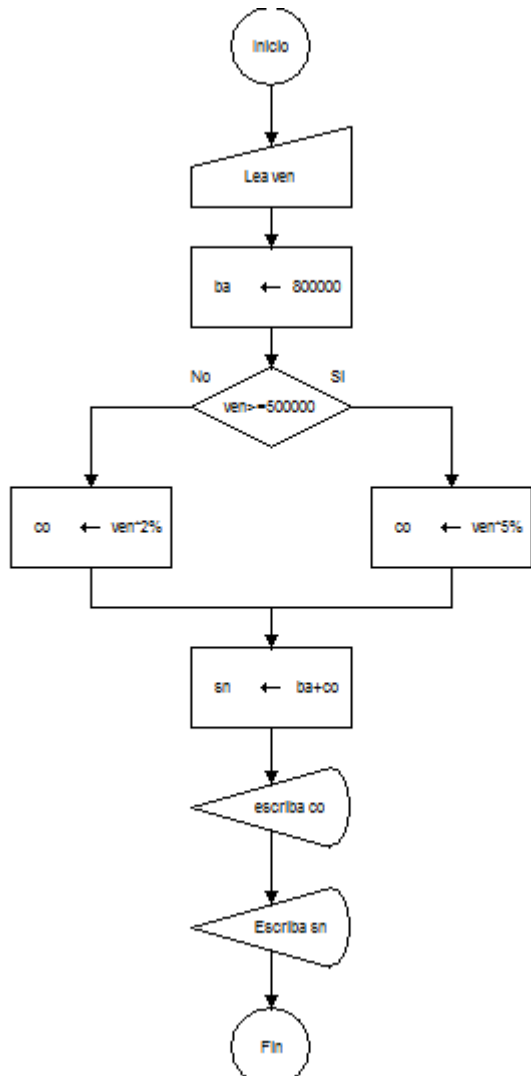 Inicio
Lea ven
ba ← 800000
No
Si
ven>=500000
co ← ven*2%
co ← ven*5%
sn ← ba+co
escriba co
Escriba sn
Fin